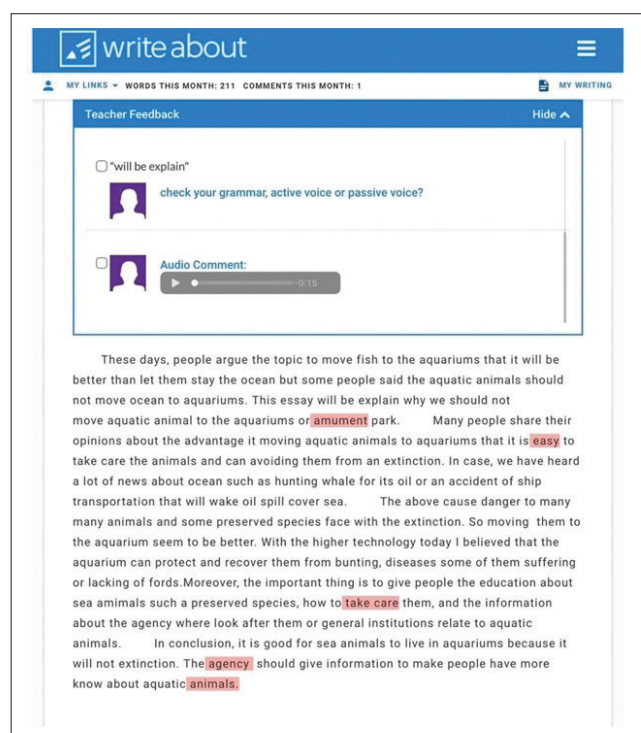 write about
MY LINKS WORDS THIS MONTH: 211 COMMENTS THIS MONTH: 1 MY WRITING
Teacher Feedback Hide
"will be explain"
check your grammar, active voice or passive voice?
Audio Comment:
-0:15
These days, people argue the topic to move fish to the aquariums that it will be
better than let them stay the ocean but some people said the aquatic animals should
not move ocean to aquariums. This essay will be explain why we should not
move aquatic animal to the aquariums or amument park. Many people share their
opinions about the advantage it moving aquatic animals to aquariums that it is easy to
take care the animals and can avoiding them from an extinction. In case, we have heard
a lot of news about ocean such as hunting whale for its oil or an accident of ship
transportation that will wake oil spill cover sea. The above cause danger to many
many animals and some preserved species face with the extinction. So moving them to
the aquarium seem to be better. With the higher technology today I believed that the
aquarium can protect and recover them from bunting, diseases some of them suffering
or lacking of fords.Moreover, the important thing is to give people the education about
sea amimals such a preserved species, how to take care them, and the information
about the agency where look after them or general institutions relate to aquatic
animals. In conclusion, it is good for sea animals to live in aquariums because it
will not extinction. The agency should give information to make people have more
know about aquatic animals.